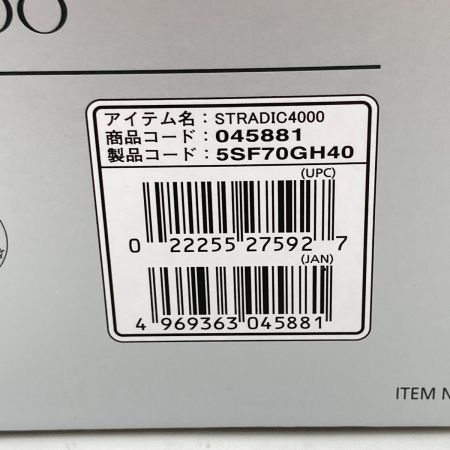 アイテム名：STRADIC4000
商品コード：045881
製品コード：5SF70GH40
(UPC)
0 22255 27592 7
(JAN)
4 969363 045881
ITEM N